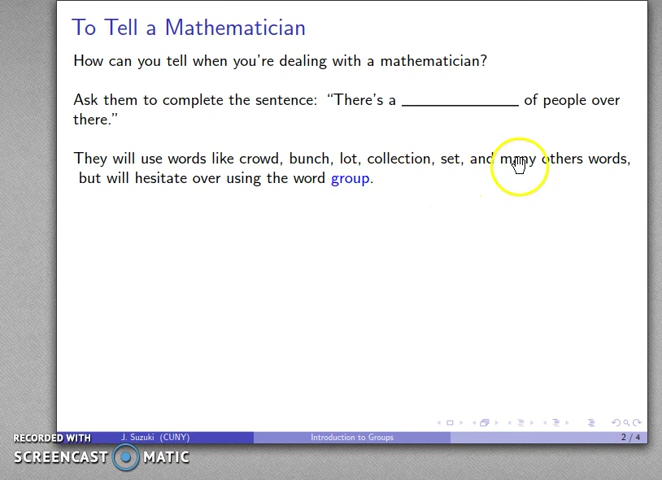 To Tell a Mathematician
How can you tell when you're dealing with a mathematician?
Ask them to complete the sentence: “There's a ______________ of people over
there.”
They will use words like crowd, bunch, lot, collection, set, and many others words,
but will hesitate over using the word group.
J. Suzuki (CUNY) Introduction to Groups 2 / 4
RECORDED WITH
SCREENCAST MATIC